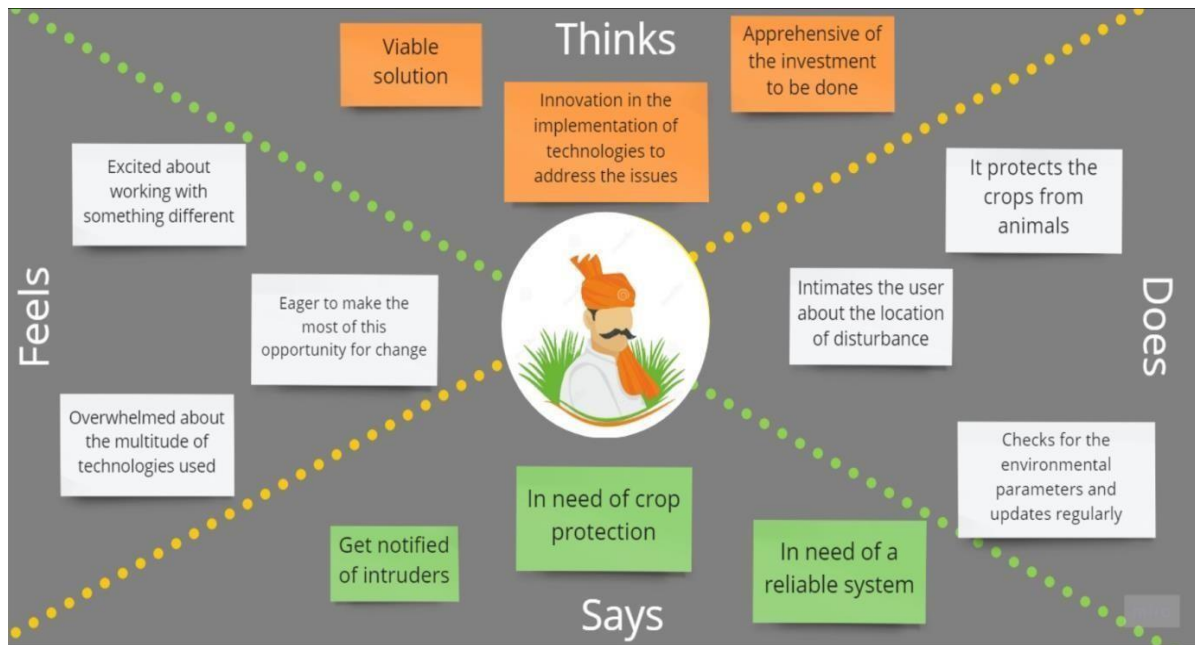 Thinks
Viable
solution
Innovation in the
implementation of
technologies to
address the issues
Apprehensive of
the investment
to be done
Feels
Excited about
working with
something different
Eager to make the
most of this
opportunity for change
Overwhelmed about
the multitude of
technologies used
Does
It protects the
crops from
animals
Intimates the user
about the location
of disturbance
Checks for the
environmental
parameters and
updates regularly
Says
Get notified
of intruders
In need of crop
protection
In need of a
reliable system